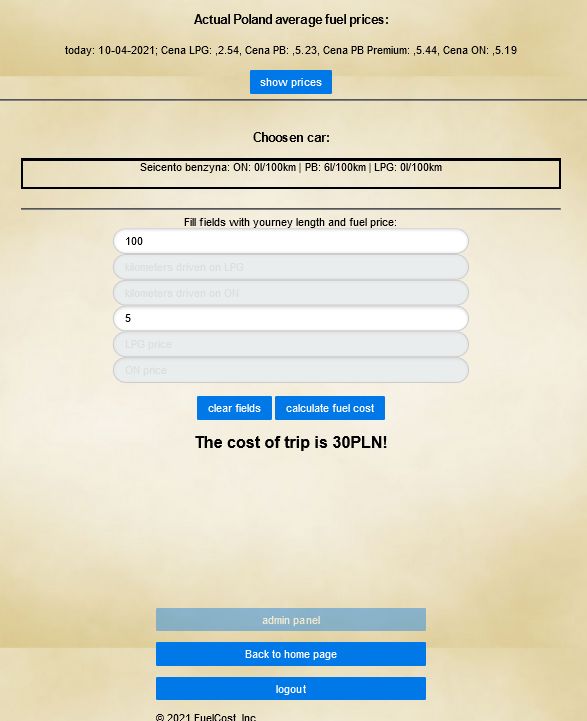 Actual Poland average fuel prices:
today: 10-04-2021; Cena LPG: ,2.54, Cena PB: ,5.23, Cena PB Premium: ,5.44, Cena ON: ,5.19
show prices
Choosen car:
Seicento benzyna: ON: 0l/100km | PB: 6l/100km | LPG: 0l/100km
Fill fields with yourney length and fuel price:
100
kilometers driven on LPG
kilometers driven on ON
5
LPG price
ON price
clear fields calculate fuel cost
The cost of trip is 30PLN!
admin panel
Back to home page
logout
© 2021 FuelCost, Inc